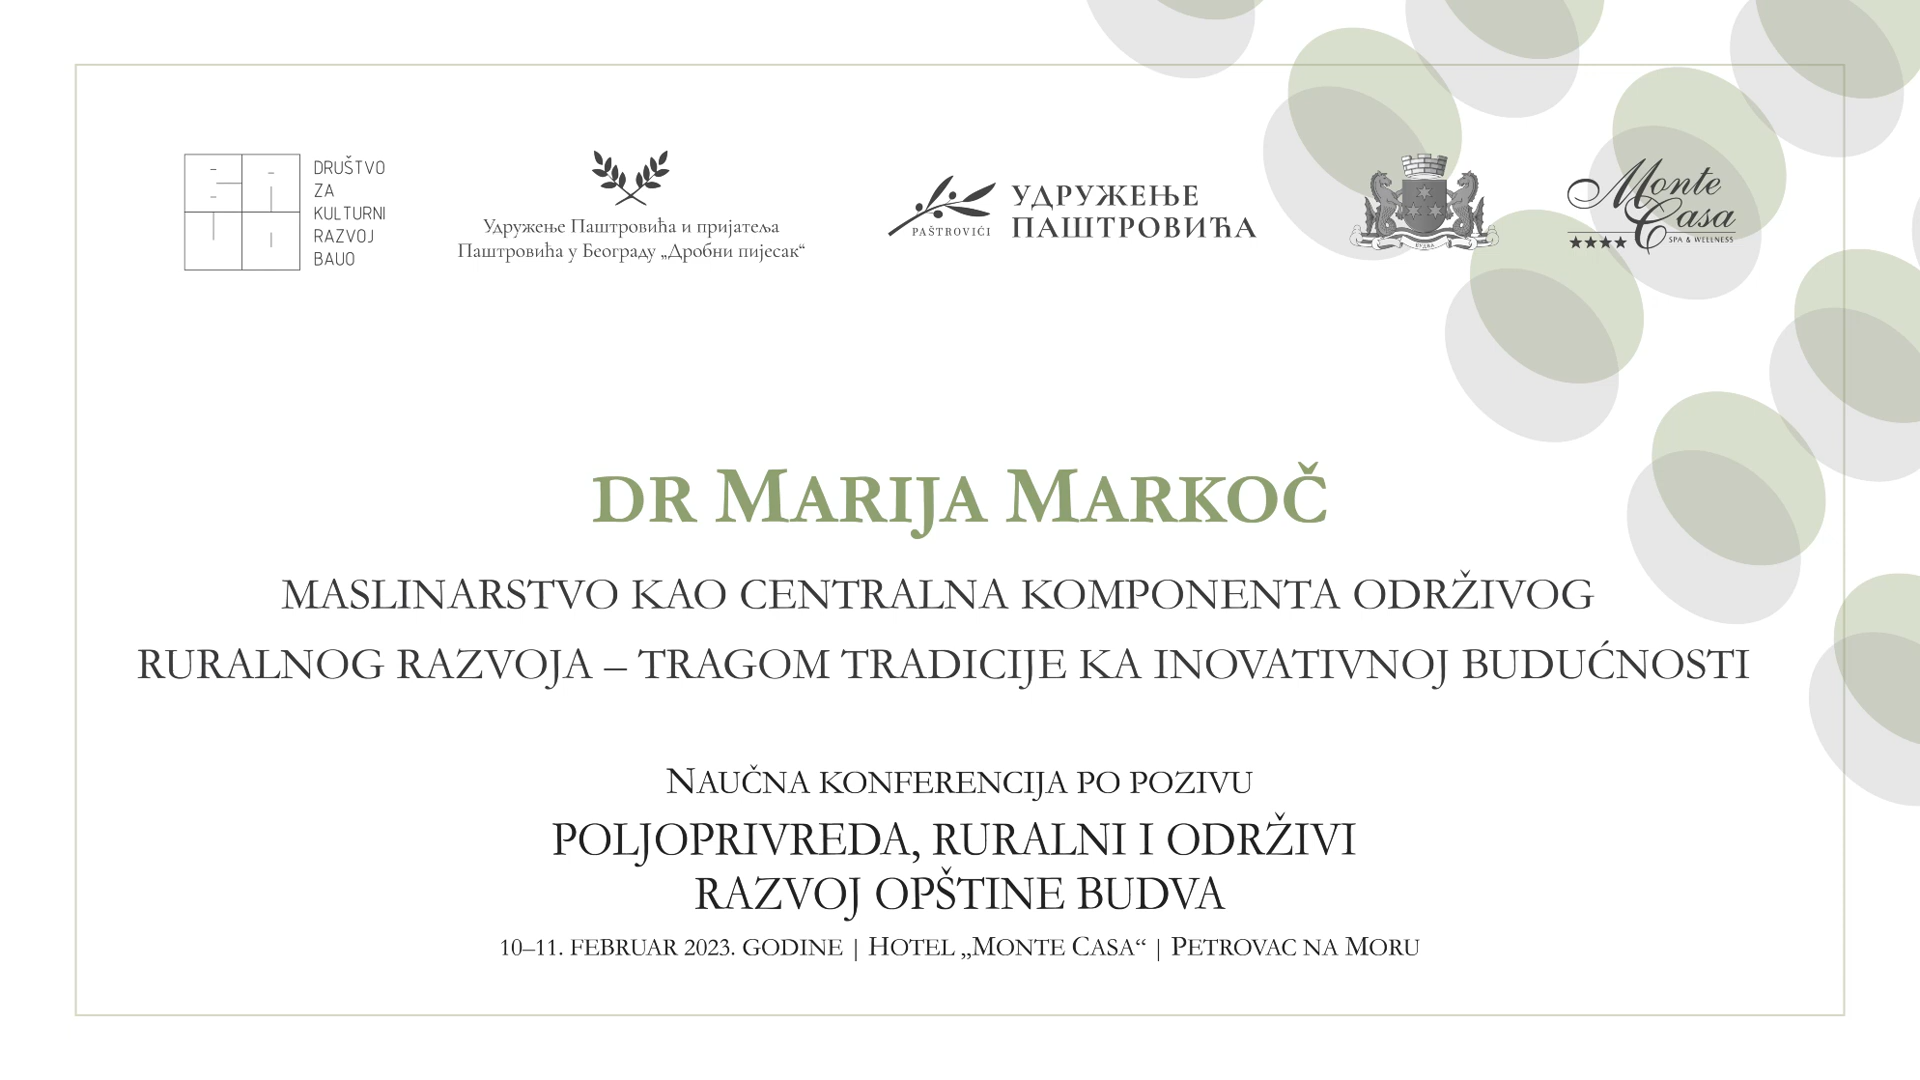 DRUŠTVO
ZA
KULTURNI
RAZVOJ
BAUO
Удружење Паштровића и пријатеља
Паштровића у Београду „Дробни пијесак“
PAŠTROVIĆI
УДРУЖЕЊЕ
ПАШТРОВИЋА
БУДВА
Monte
Casa
SPA & WELLNESS
DR MARIJA MARKOČ
MASLINARSTVO KAO CENTRALNA KOMPONENTA ODRŽIVOG
RURALNOG RAZVOJA – TRAGOM TRADICIJE KA INOVATIVNOJ BUDUĆNOSTI
NAUČNA KONFERENCIJA PO POZIVU
POLJOPRIVREDA, RURALNI I ODRŽIVI
RAZVOJ OPŠTINE BUDVA
10–11. FEBRUAR 2023. GODINE | HOTEL „MONTE CASA“ | PETROVAC NA MORU